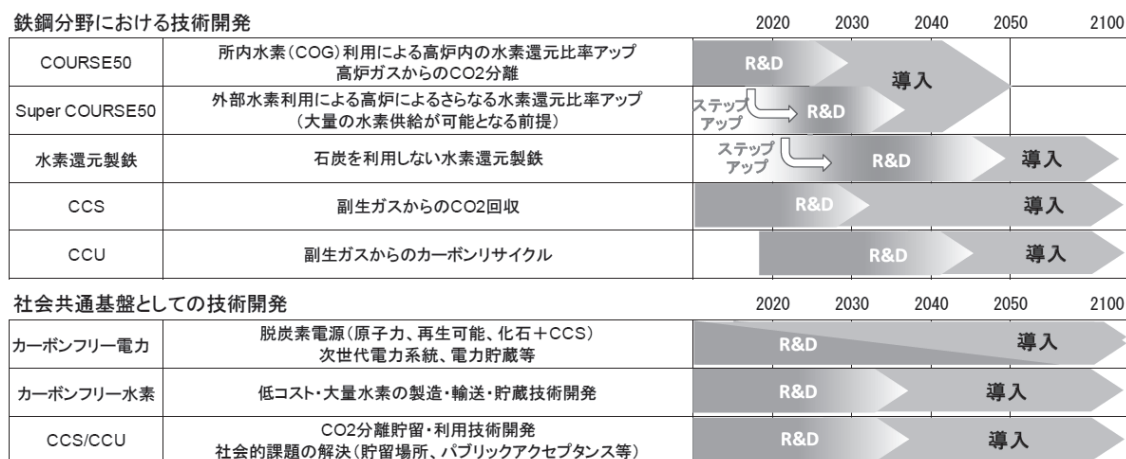 鉄鋼分野における技術開発
2020 2030 2040 2050 2100
COURSE50
所内水素(COG)利用による高炉内の水素還元比率アップ
高炉ガスからのCO2分離
R&D
導入
Super COURSE50
外部水素利用による高炉によるさらなる水素還元比率アップ
(大量の水素供給が可能となる前提)
ステップ
アップ
R&D
水素還元製鉄
石炭を利用しない水素還元製鉄
ステップ
アップ
R&D
導入
CCS
副生ガスからのCO2回収
R&D
導入
CCU
副生ガスからのカーボンリサイクル
R&D
導入
社会共通基盤としての技術開発
2020 2030 2040 2050 2100
カーボンフリー電力
脱炭素電源(原子力、再生可能、化石+CCS)
次世代電力系統、電力貯蔵等
R&D
導入
カーボンフリー水素
低コスト・大量水素の製造・輸送・貯蔵技術開発
R&D
導入
CCS/CCU
CO2分離貯留・利用技術開発
社会的課題の解決(貯留場所、パブリックアクセプタンス等)
R&D
導入